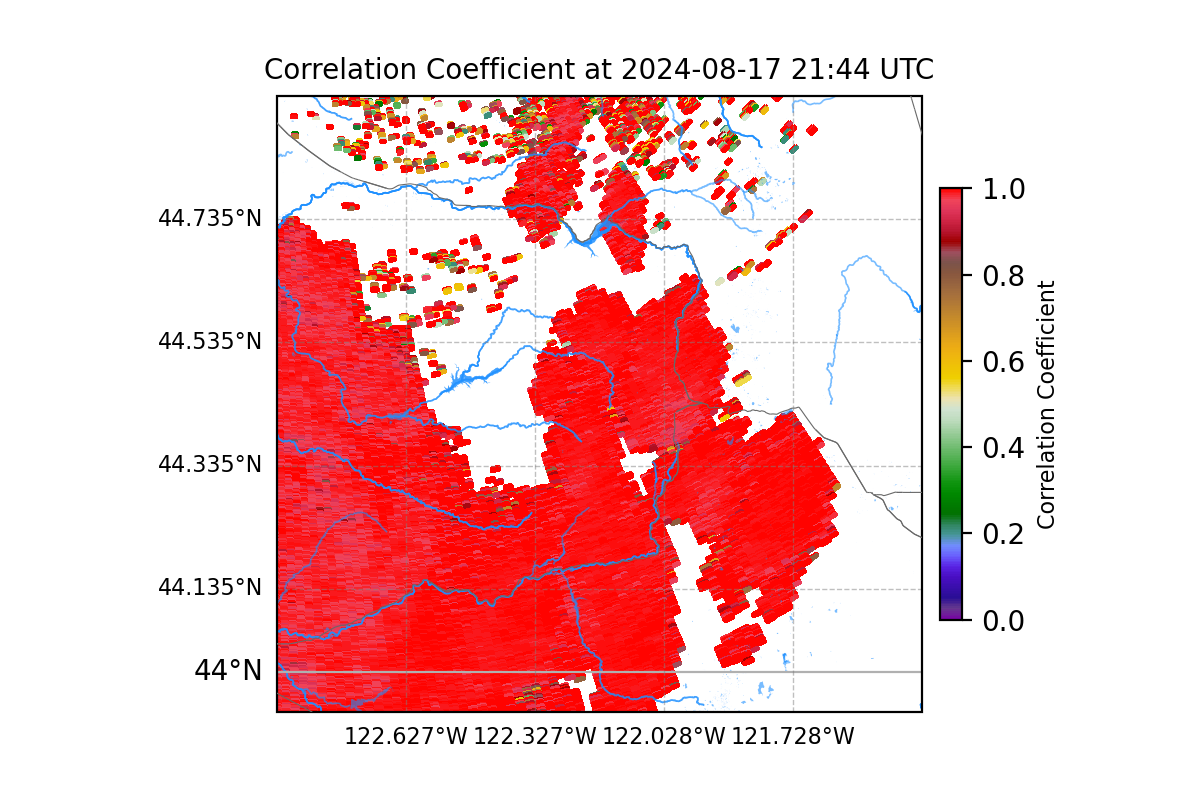 Correlation Coefficient at 2024-08-17 21:44 UTC
44.735°N
44.535°N
44.335°N
44.135°N
44°N
122.627°W 122.327°W 122.028°W 121.728°W
1.0
0.8
0.6
0.4
0.2
0.0
Correlation Coefficient